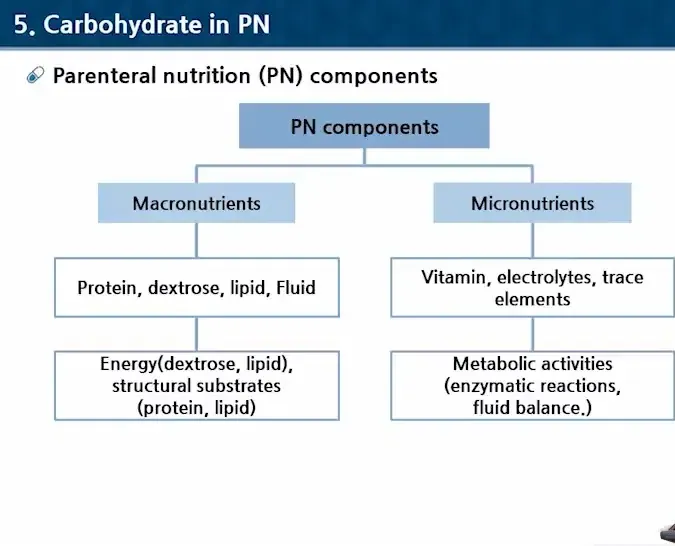 5. Carbohydrate in PN
Parenteral nutrition (PN) components
PN components
Macronutrients
Micronutrients
Protein, dextrose, lipid, Fluid
Vitamin, electrolytes, trace
elements
Energy(dextrose, lipid),
structural substrates
(protein, lipid)
Metabolic activities
(enzymatic reactions,
fluid balance.)